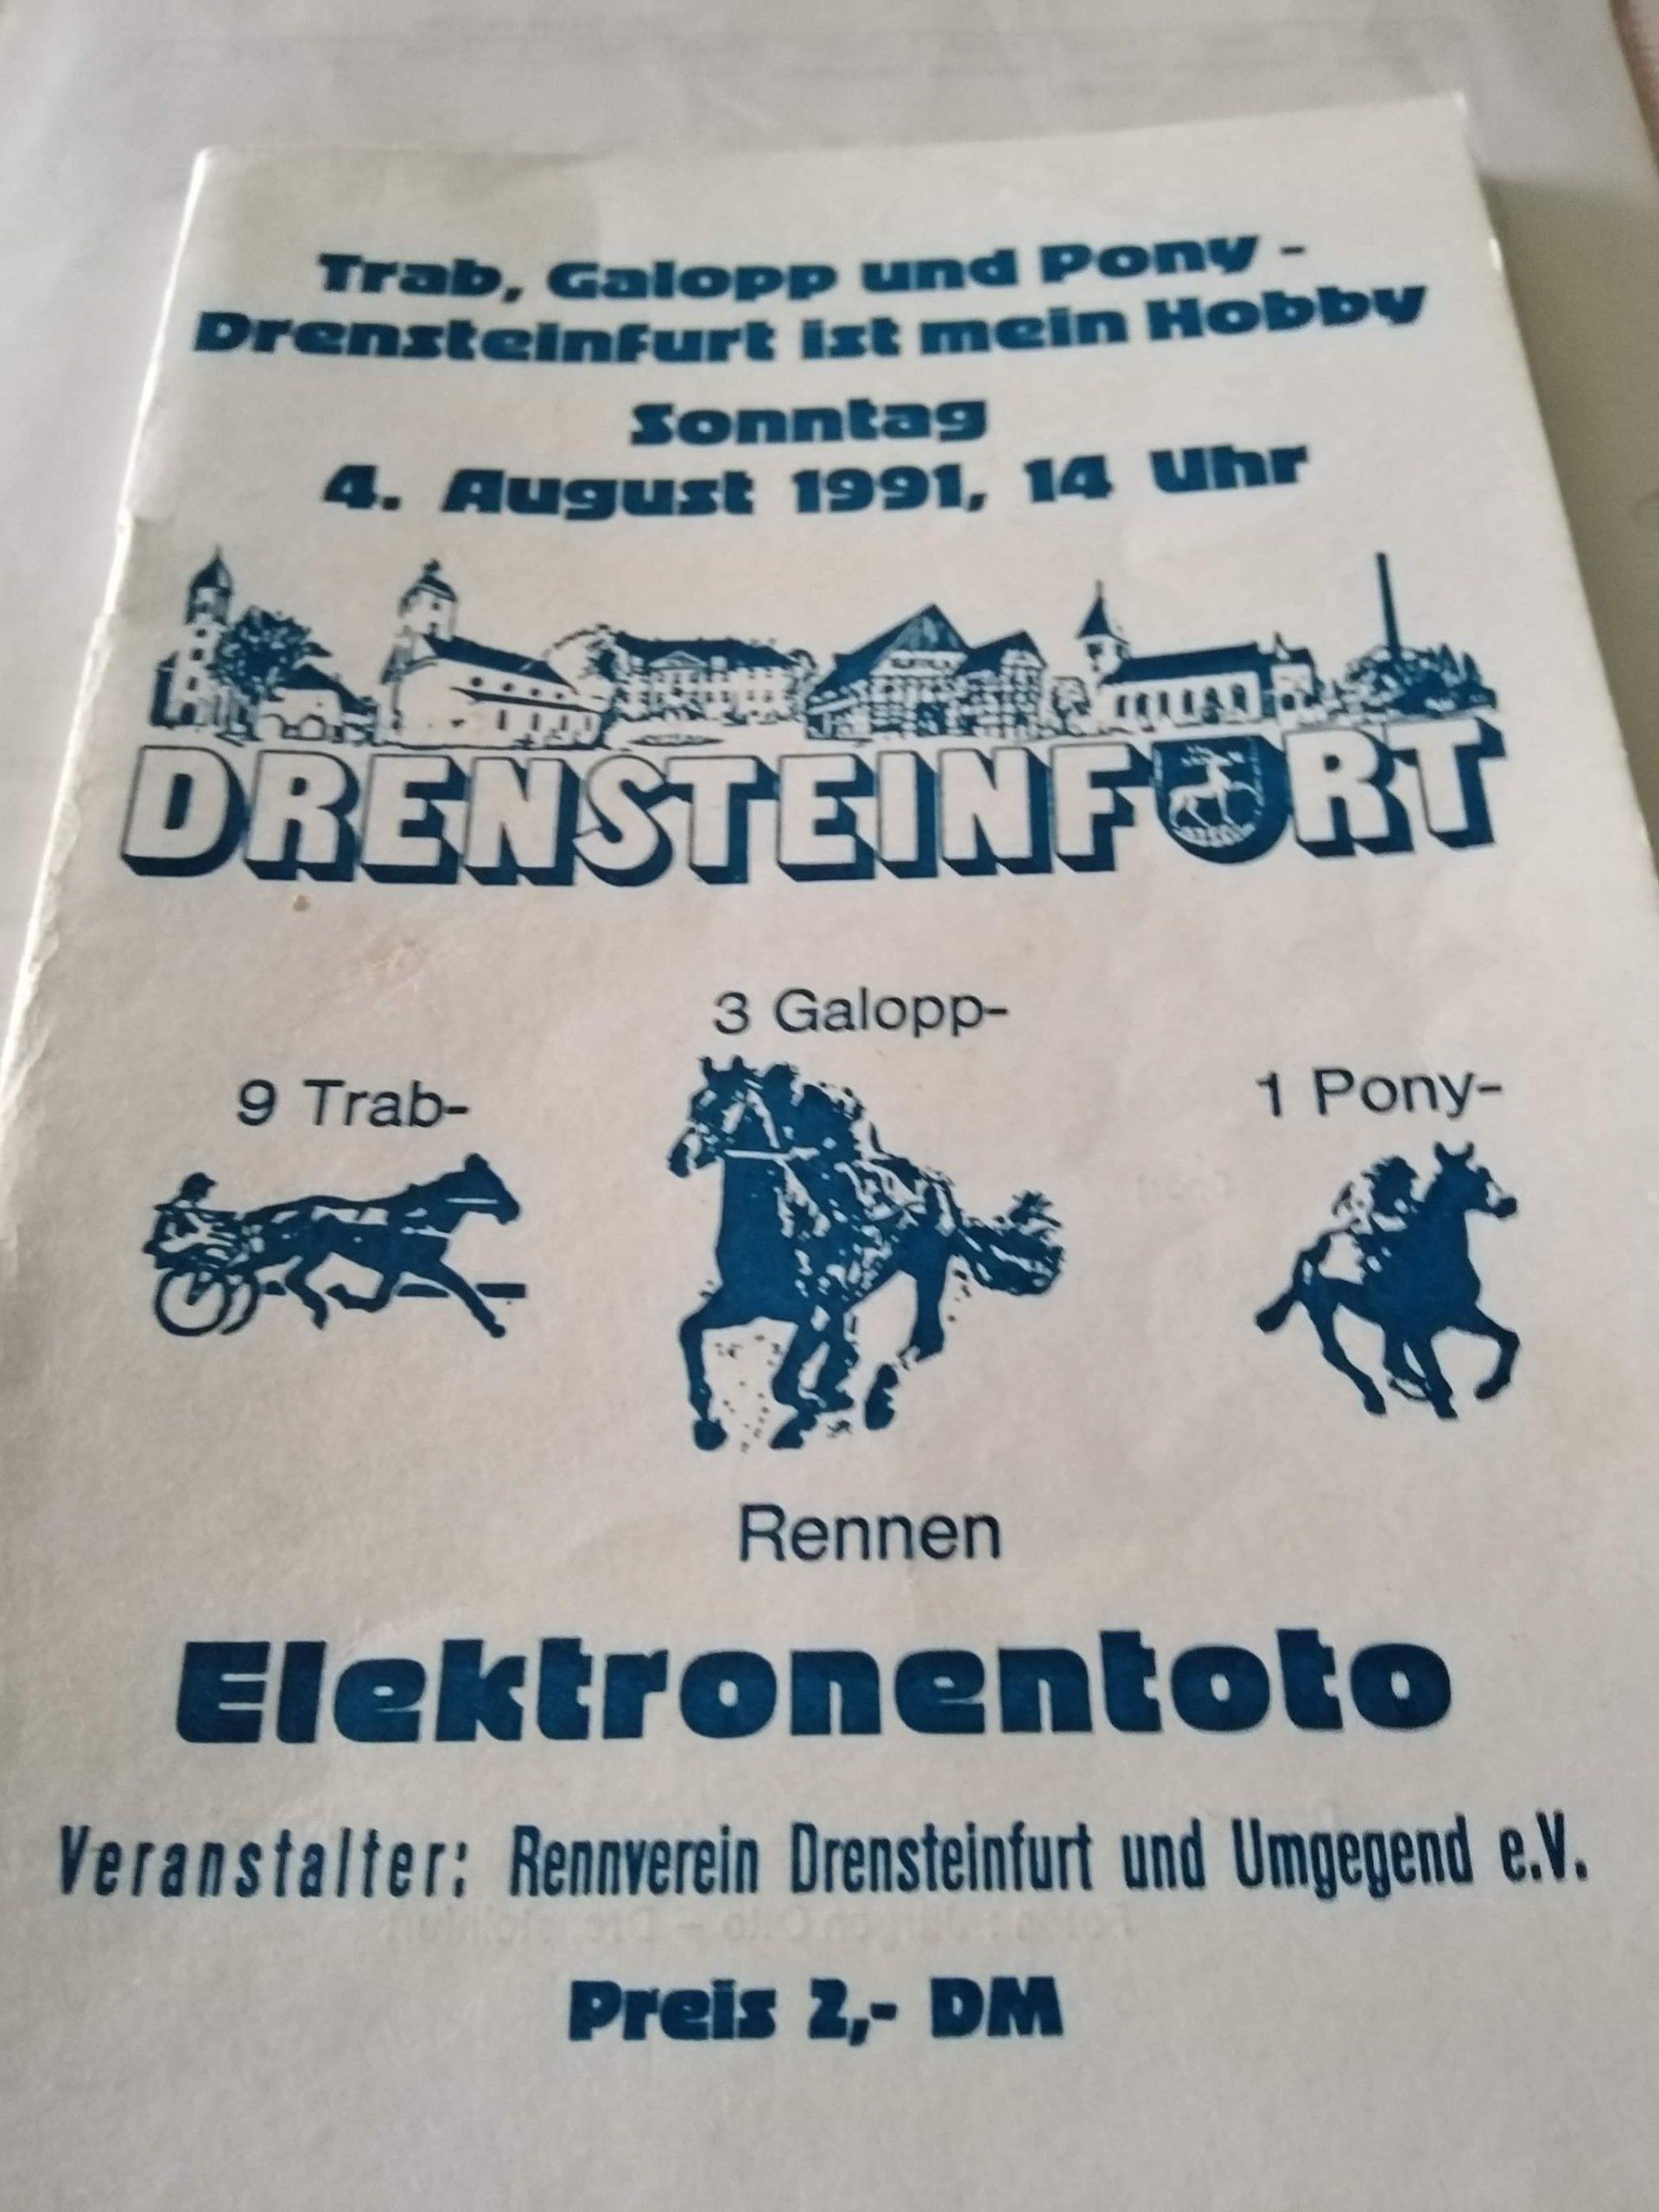 Trab, Galopp und Pony -
Drensteinfurt ist mein Hobby
Sonntag
4. August 1991, 14 Uhr
DRENSTEINFURT
3 Galopp-
9 Trab-
1 Pony-
Rennen
Elektronentoto
Veranstalter: Rennverein Drensteinfurt und Umgegend e.V.
Preis 2,- DM